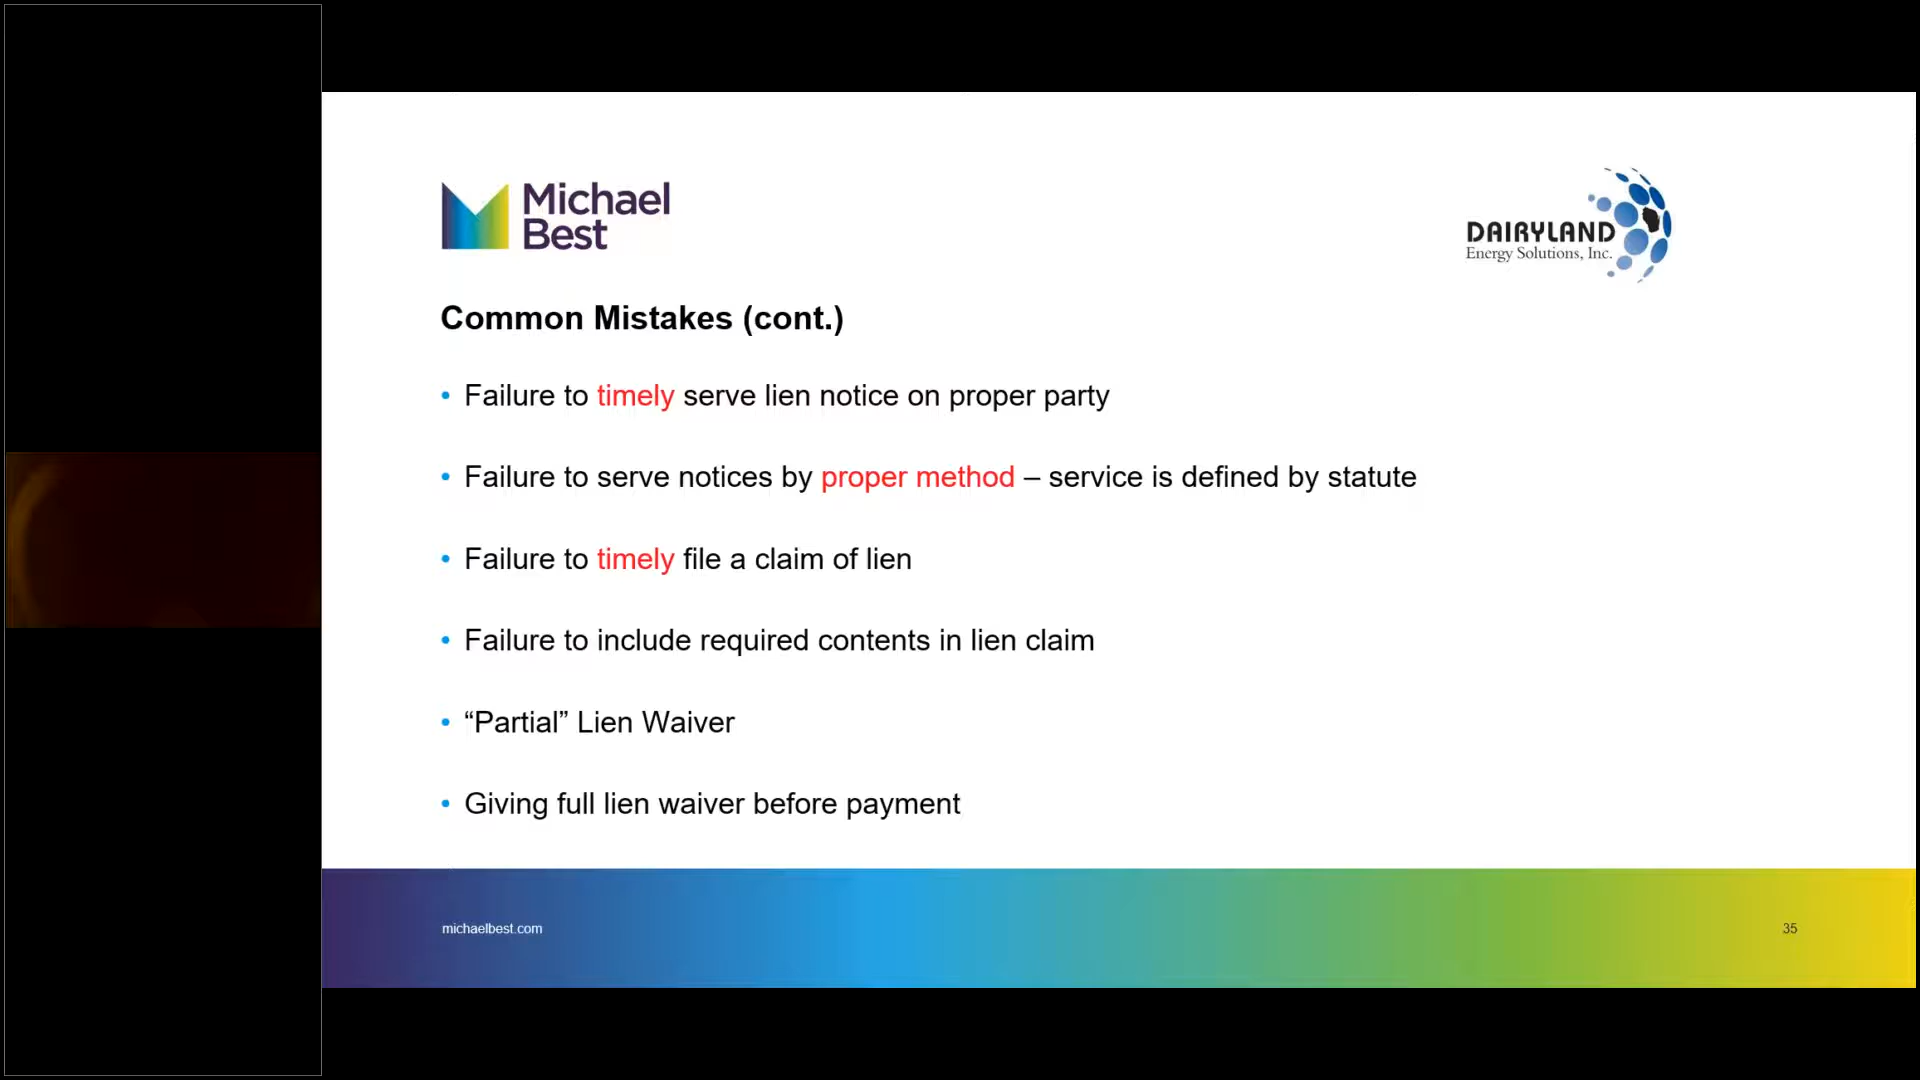 Michael
Best
DAIRYLAND
Energy Solutions, Inc.
Common Mistakes (cont.)
• Failure to timely serve lien notice on proper party
• Failure to serve notices by proper method – service is defined by statute
• Failure to timely file a claim of lien
• Failure to include required contents in lien claim
• “Partial” Lien Waiver
• Giving full lien waiver before payment
michaelbest.com
35